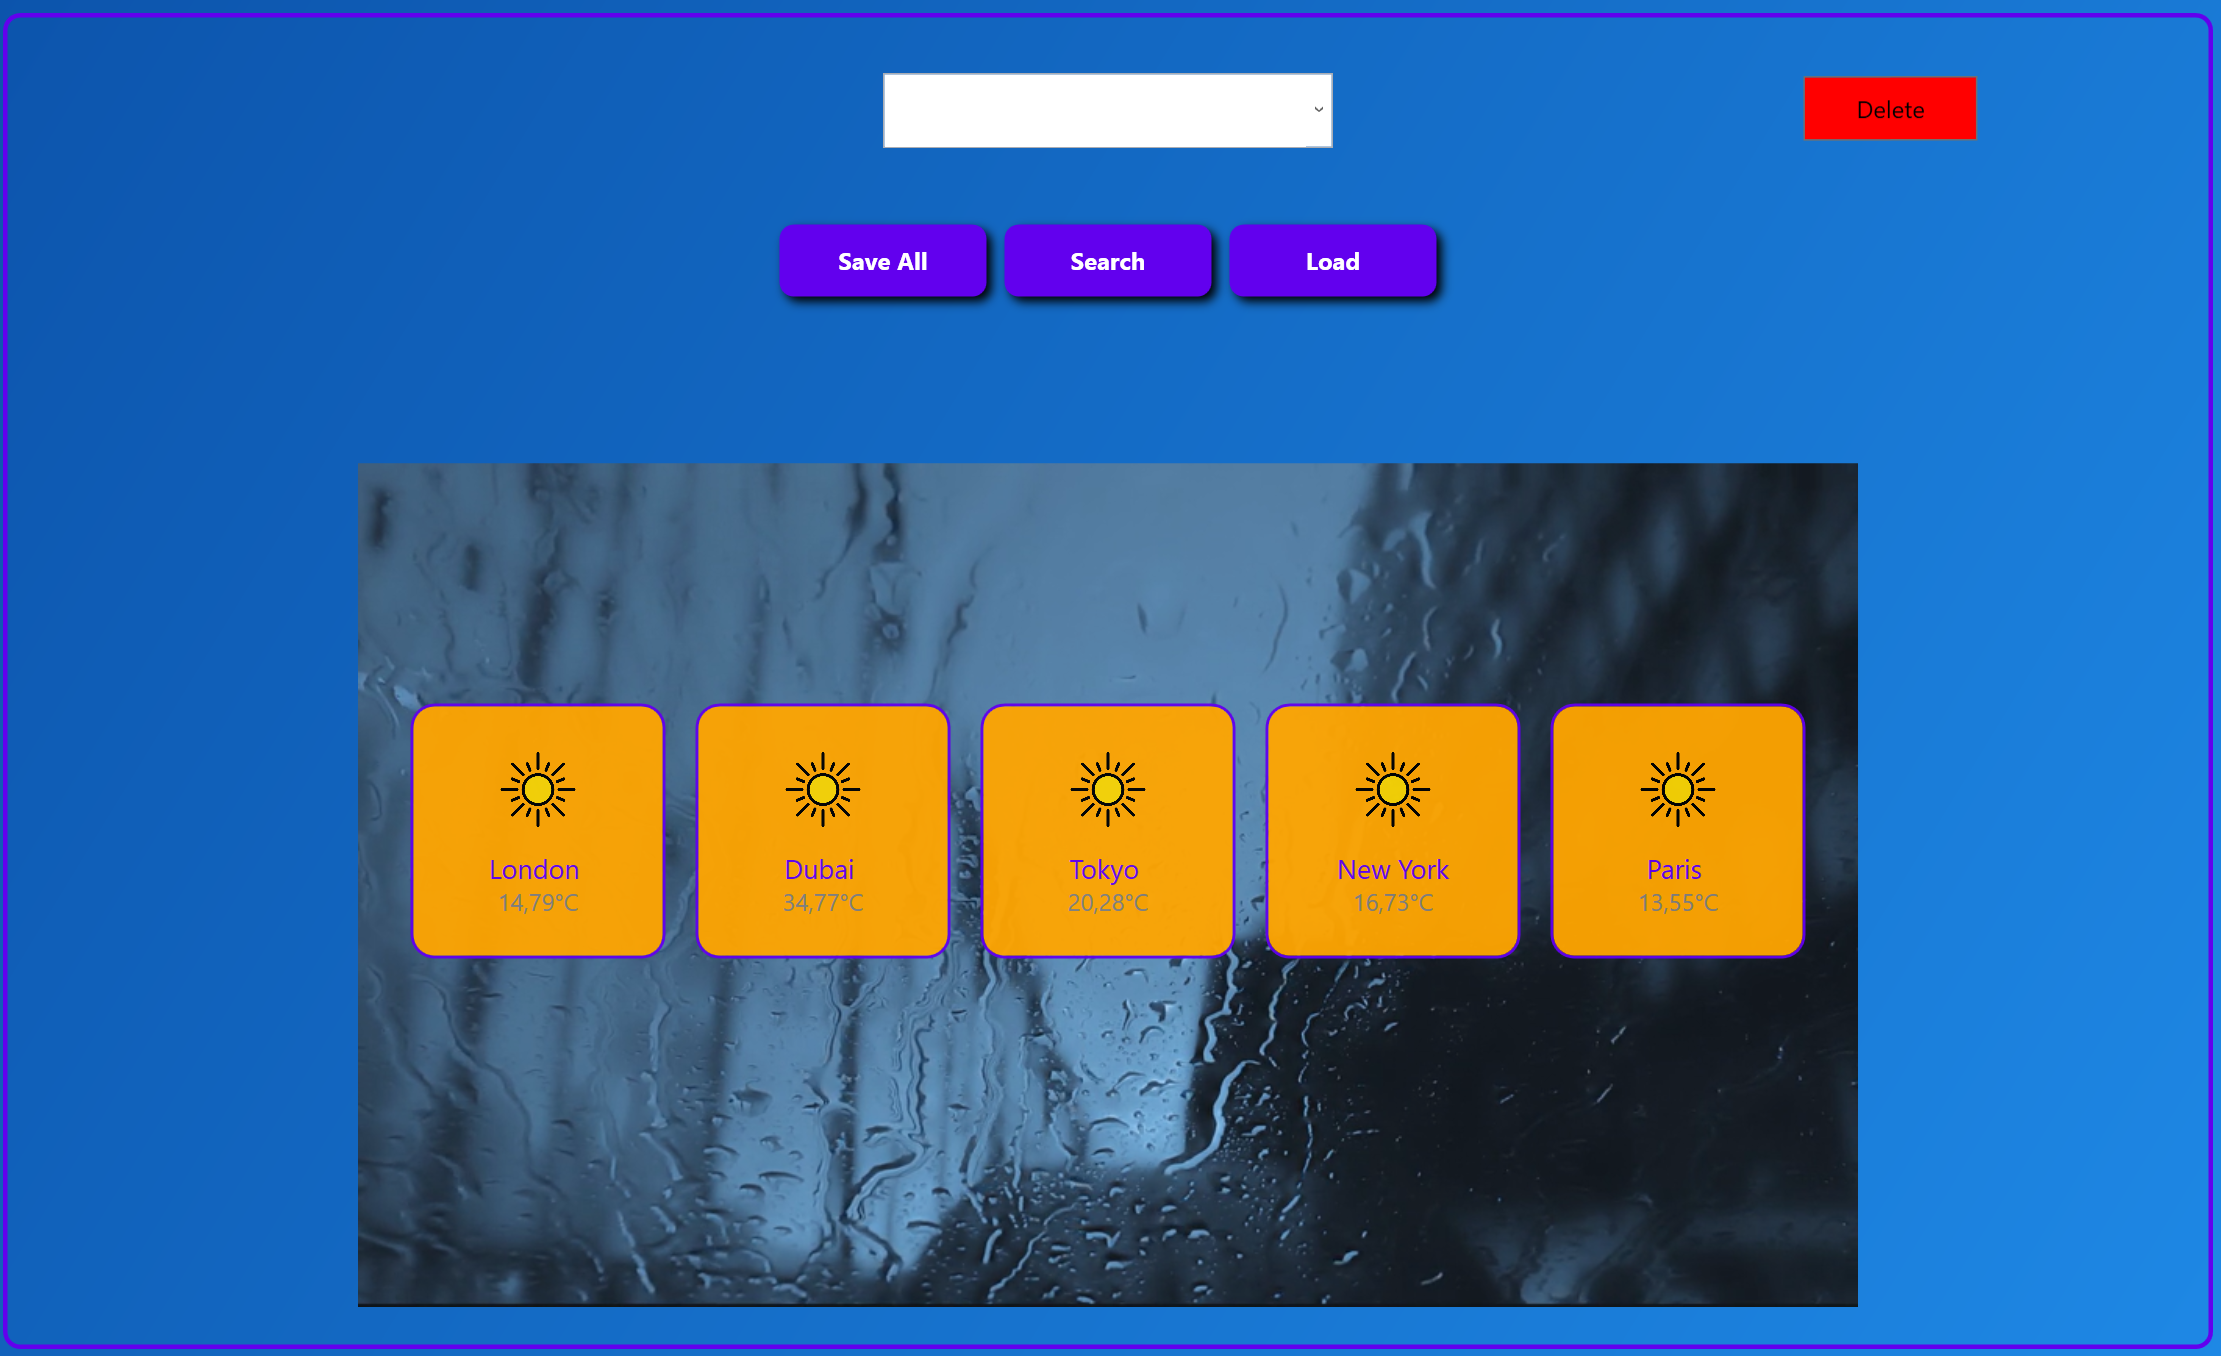 Delete
Save All
Search
Load
London
14,79°C
Dubai
34,77°C
Tokyo
20,28°C
New York
16,73°C
Paris
13,55°C